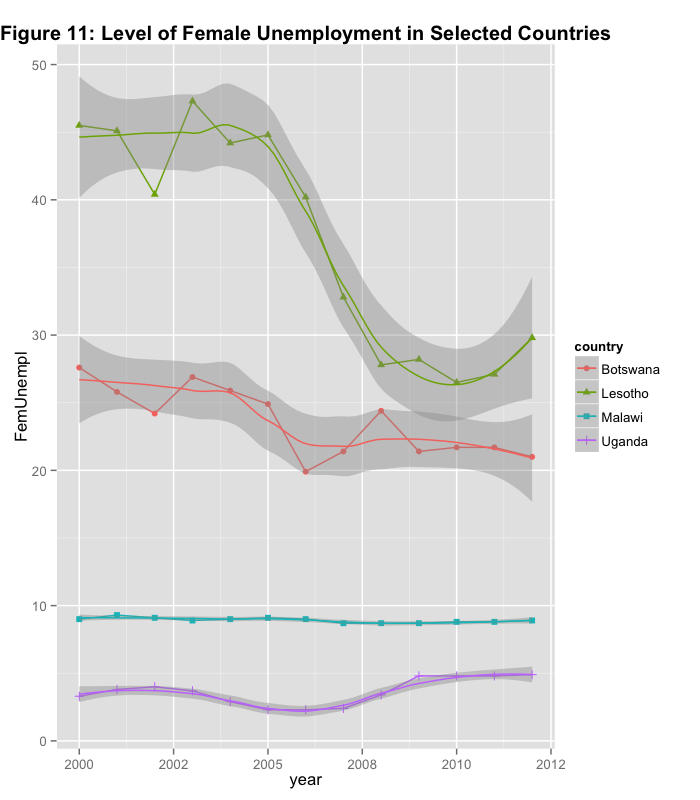 Figure 11: Level of Female Unemployment in Selected Countries
50
40
30
20
10
0
FemUnempl
2000
2002
2005
2008
2010
2012
year
country
Botswana
Lesotho
Malawi
Uganda